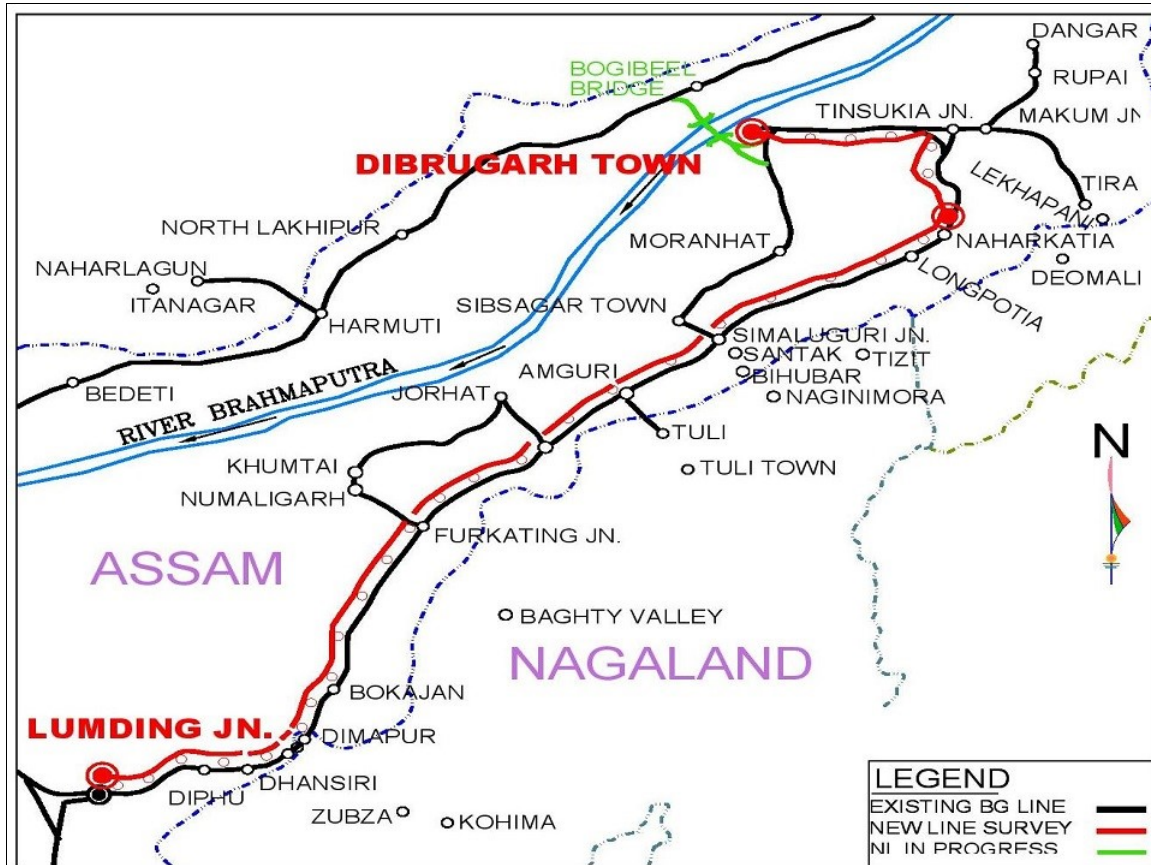 DANGAR
BOGIBEEL
BRIDGE
RUPAI
TINSUKIA JN.
MAKUM JN
DIBRUGARH TOWN
LEKHAPANI
TIRA
NORTH LAKHIPUR
MORANHAT
NAHARKATIA
NAHARLAGUN
ITANAGAR
DEOMALI
LONGPOTIA
SIBSAGAR TOWN
HARMUTI
SIMALUGURI JN.
SANTAK
TIZIT
AMGURI
BIHUBAR
BEDETI
RIVER BRAHMAPUTRA
JORHAT
NAGINIMORA
TULI
N
KHUMTAI
TULI TOWN
NUMALIGARH
FURKATING JN.
ASSAM
BAGHTY VALLEY
NAGALAND
BOKAJAN
LUMDING JN.
DIMAPUR
DHANSIRI
DIPHU
ZUBZA
KOHIMA
LEGEND
EXISTING BG LINE
NEW LINE SURVEY
NL IN PROGRESS